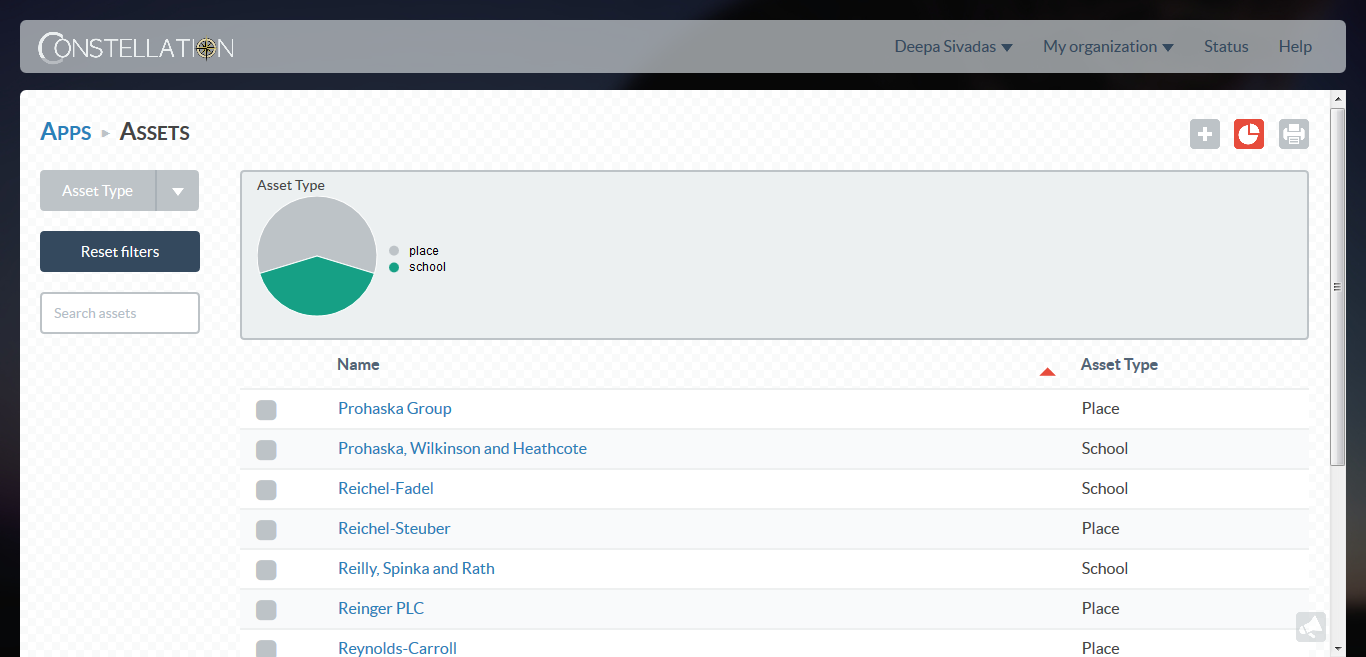 CONSTELLATION
Deepa Sivadas My organization Status Help
APPS ASSETS
Asset Type
Reset filters
Search assets
Asset Type
place
school
Name Asset Type
Prohaska Group Place
Prohaska, Wilkinson and Heathcote School
Reichel-Fadel School
Reichel-Steuber Place
Reilly, Spinka and Rath School
Reinger PLC Place
Reynolds-Carroll Place